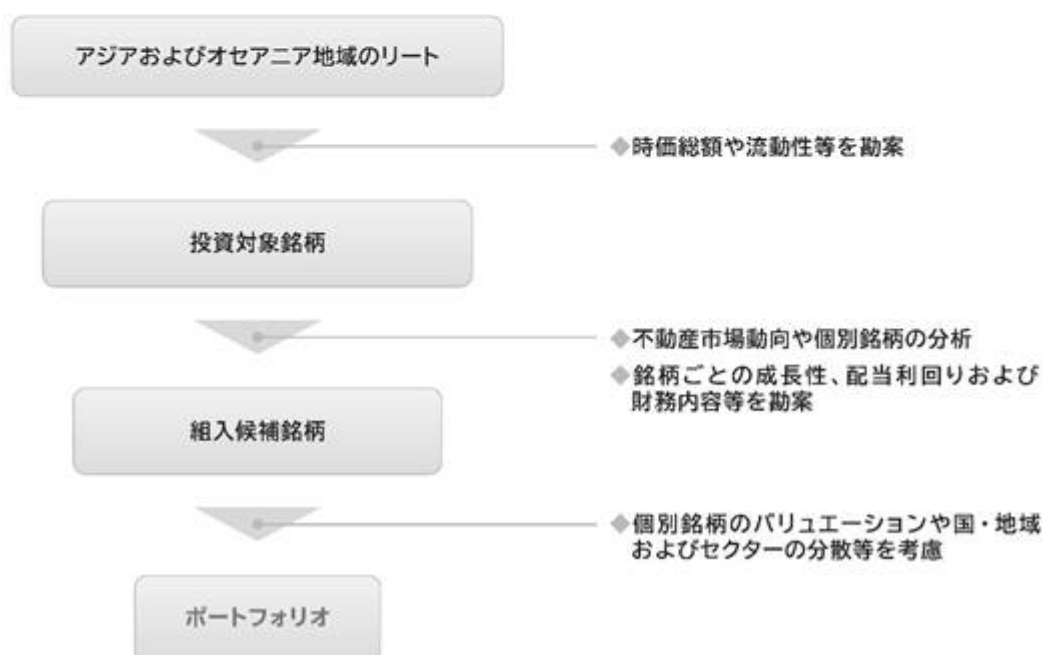 アジアおよびオセアニア地域のリート
◆時価総額や流動性等を勘案
投資対象銘柄
◆不動産市場動向や個別銘柄の分析
◆銘柄ごとの成長性、配当利回りおよび
財務内容等を勘案
組入候補銘柄
◆個別銘柄のバリュエーションや国・地域
およびセクターの分散等を考慮
ポートフォリオ